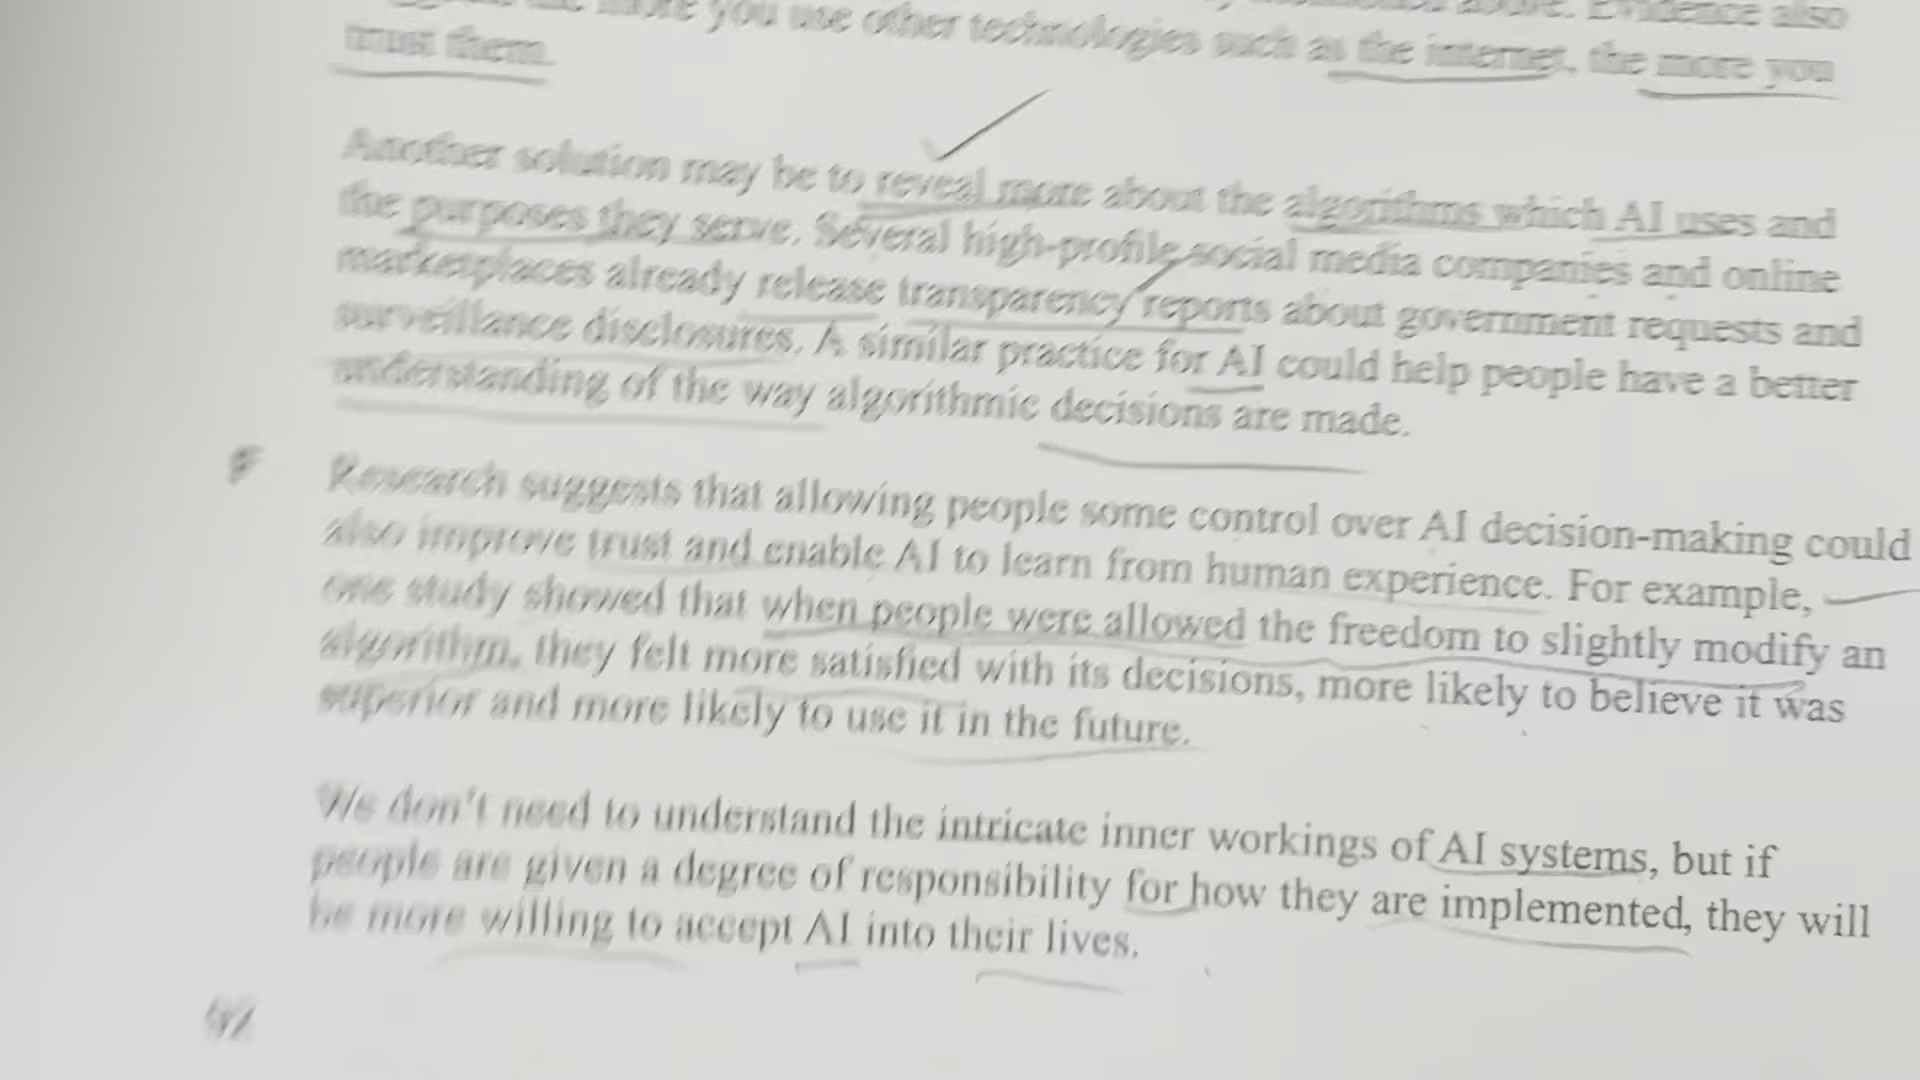 more you use other technologies such as the internet, the more you
trust them.
Another solution may be to reveal more about the algorithms which AI uses and
the purposes they serve. Several high-profile social media companies and online
marketplaces already release transparency reports about government requests and
surveillance disclosures. A similar practice for AI could help people have a better
understanding of the way algorithmic decisions are made.
F Research suggests that allowing people some control over AI decision-making could
also improve trust and enable AI to learn from human experience. For example,
one study showed that when people were allowed the freedom to slightly modify an
algorithm, they felt more satisfied with its decisions, more likely to believe it was
superior and more likely to use it in the future.
We don't need to understand the intricate inner workings of AI systems, but if
people are given a degree of responsibility for how they are implemented, they will
be more willing to accept AI into their lives.